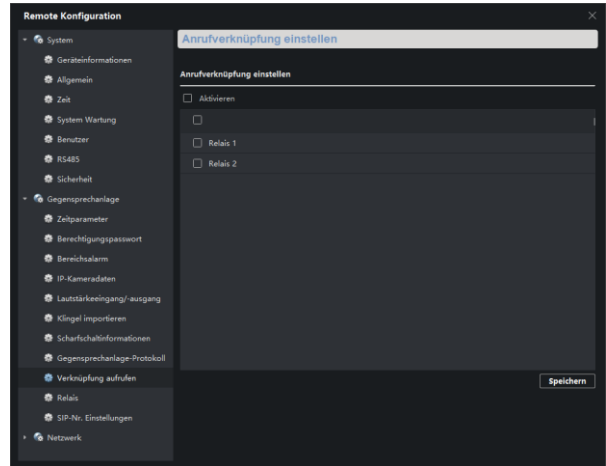 Remote Konfiguration
System
Geräteinformationen
Allgemein
Zeit
System Wartung
Benutzer
RS485
Sicherheit
Gegensprechanlage
Zeitparameter
Berechtigungspasswort
Bereichsalarm
IP-Kameradaten
Lautstärkeeingang/-ausgang
Klingel importieren
Scharfschaltinformationen
Gegensprechanlage-Protokoll
Verknüpfung aufrufen
Relais
SIP-Nr. Einstellungen
Netzwerk
Anrufverknüpfung einstellen
Anrufverknüpfung einstellen
Aktivieren
Relais 1
Relais 2
Speichern